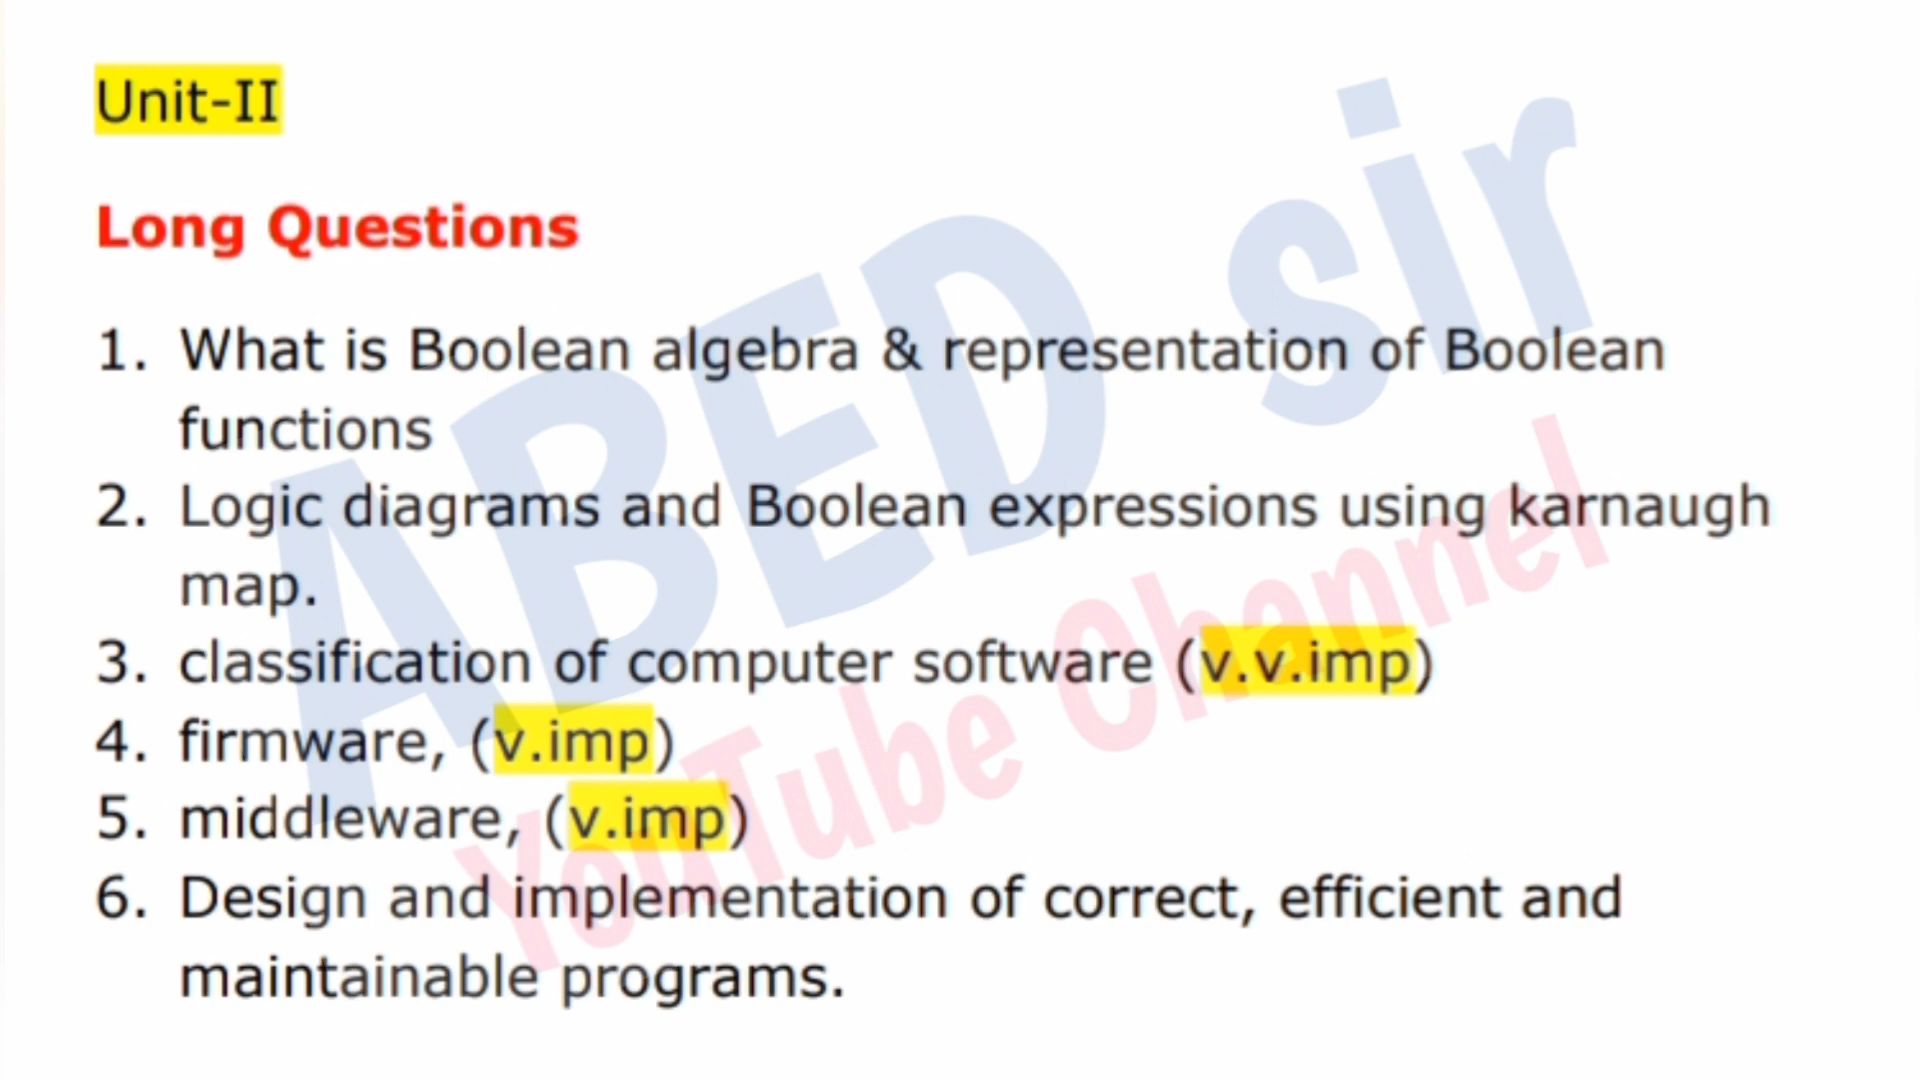 Unit-II
Long Questions
1. What is Boolean algebra & representation of Boolean
functions
2. Logic diagrams and Boolean expressions using karnaugh
map.
3. classification of computer software (v.v.imp)
4. firmware, (v.imp)
5. middleware, (v.imp)
6. Design and implementation of correct, efficient and
maintainable programs.
ABED sir
YouTube Channel